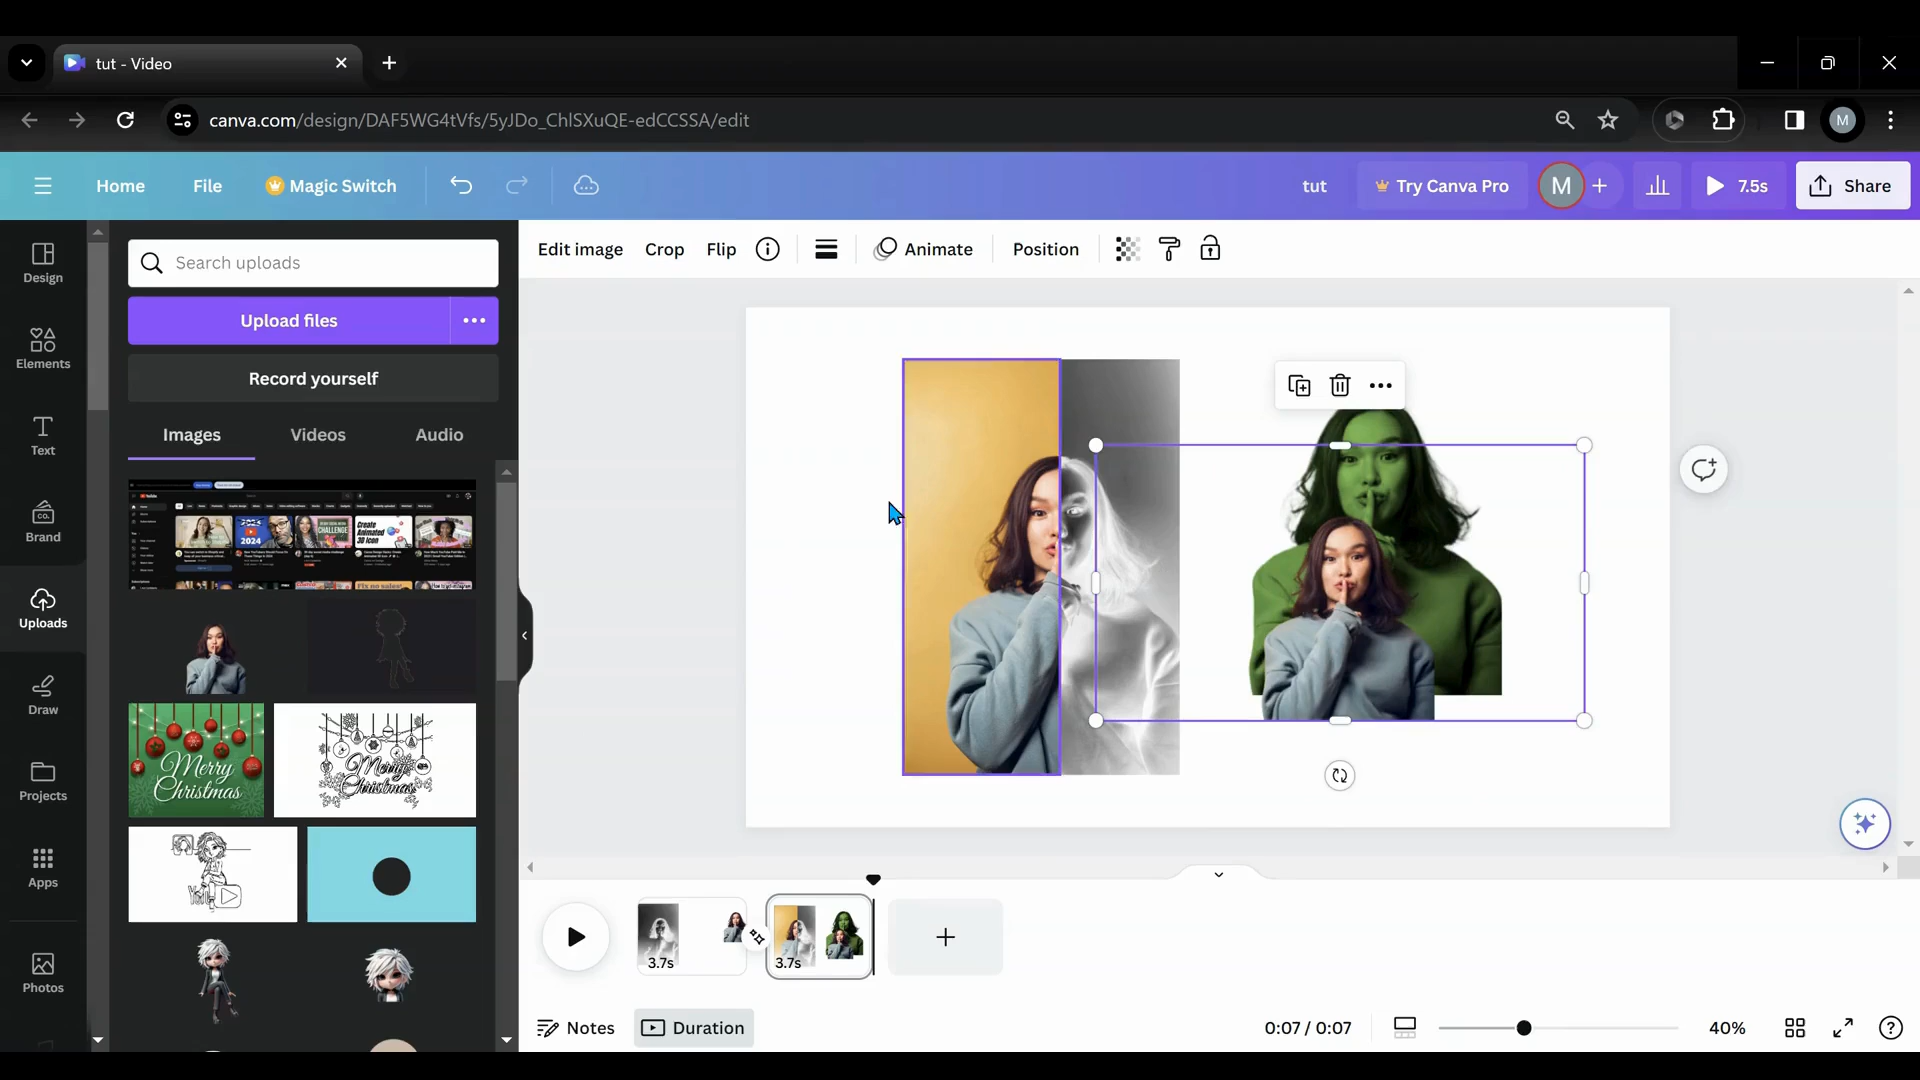 tut - Video
canva.com/design/DAF5WG4tVfs/5yJDo_ChlSXuQE-edCCSSA/edit
M
Home
File
Magic Switch
tut
Try Canva Pro
M
7.5s
Share
Design
Elements
Text
Brand
Uploads
Draw
Projects
Apps
Photos
Search uploads
Upload files
Record yourself
Images
Videos
Audio
Merry
Christmas
Merry
Christmas
Edit image
Crop
Flip
Animate
Position
3.7s
3.7s
Notes
Duration
0:07 / 0:07
40%